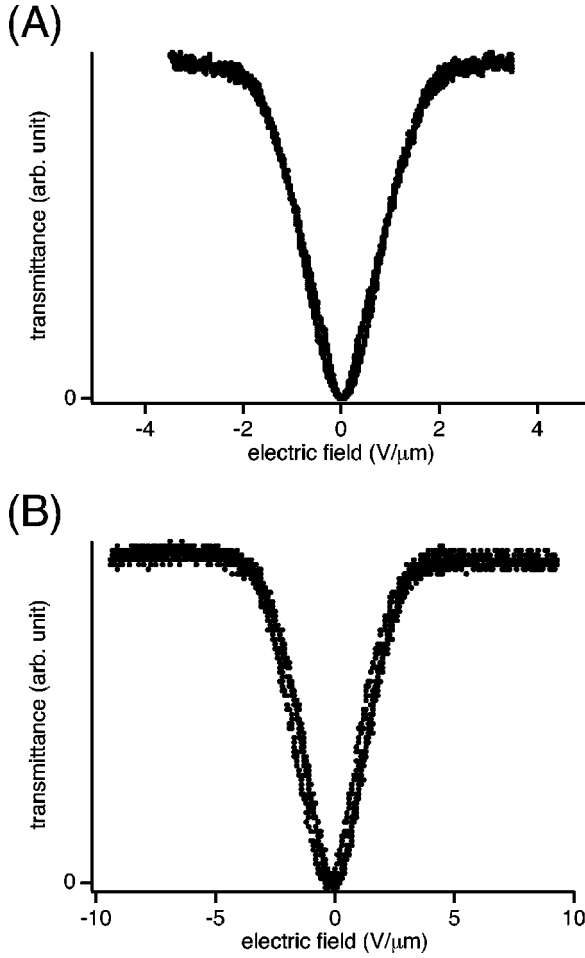 (A)
transmittance (arb. unit)
0
-4 -2 0 2 4
electric field (V/μm)
(B)
transmittance (arb. unit)
0
-10 -5 0 5 10
electric field (V/μm)